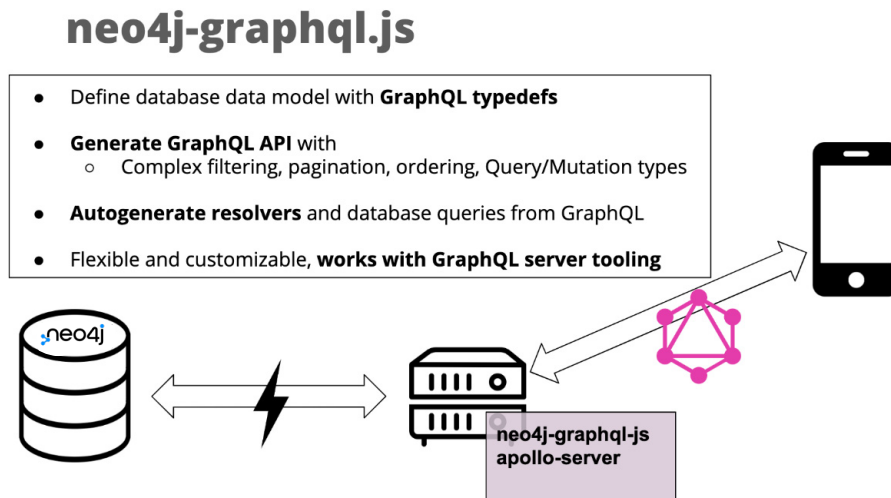 neo4j-graphql.js
● Define database data model with GraphQL typedefs
● Generate GraphQL API with
○ Complex filtering, pagination, ordering, Query/Mutation types
● Autogenerate resolvers and database queries from GraphQL
● Flexible and customizable, works with GraphQL server tooling
neo4j
neo4j-graphql-js
apollo-server